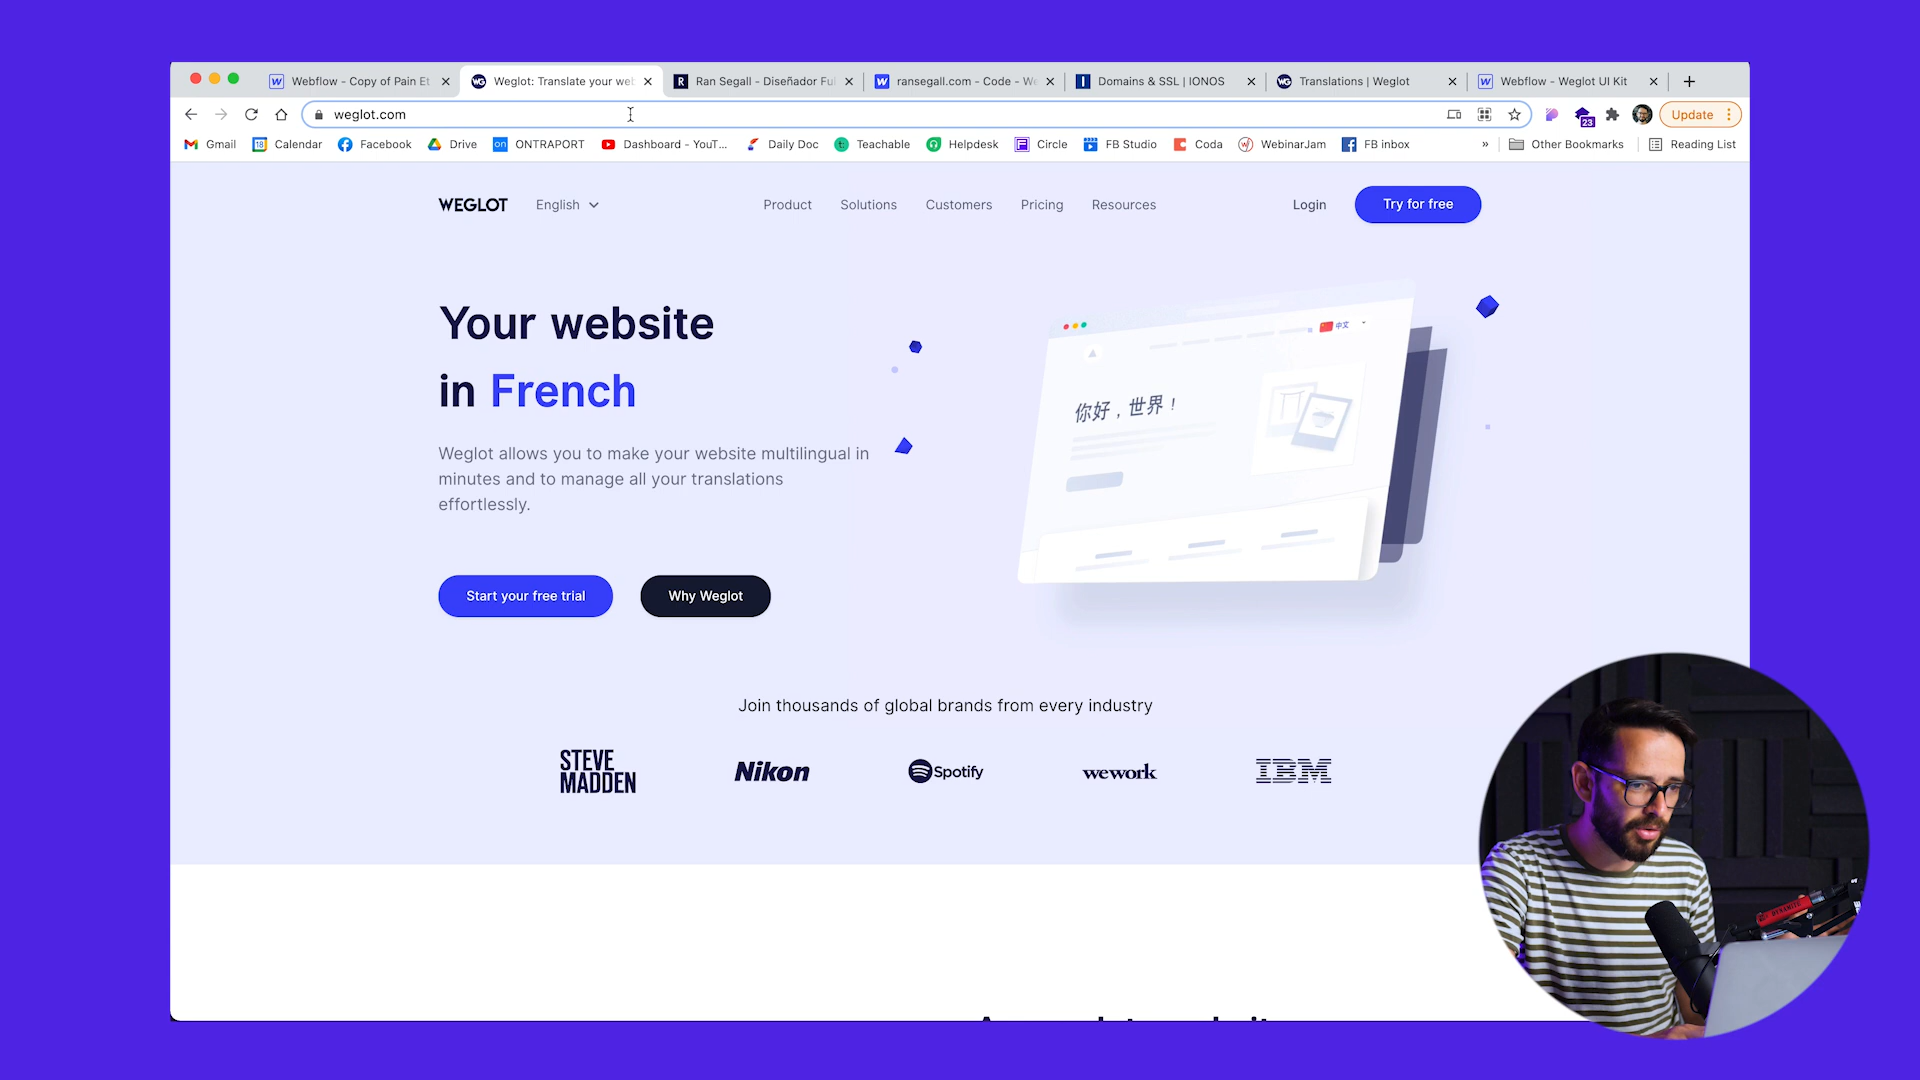 Webflow - Copy of Pain Et
Weglot: Translate your wel
Ran Segall - Diseñador Ful
ransegall.com - Code - We
Domains & SSL | IONOS
Translations | Weglot
Webflow - Weglot UI Kit
weglot.com
23
Update
Gmail
18
Calendar
Facebook
Drive
on
ONTRAPORT
Dashboard - YouT...
Daily Doc
Teachable
Helpdesk
Circle
FB Studio
Coda
WebinarJam
FB inbox
»
Other Bookmarks
Reading List
WEGLOT
English
Product
Solutions
Customers
Pricing
Resources
Login
Try for free
Your website
in French
Weglot allows you to make your website multilingual in
minutes and to manage all your translations
effortlessly.
Start your free trial
Why Weglot
中文
你好，世界！
Join thousands of global brands from every industry
STEVE
MADDEN
Nikon
Spotify
wework
IBM